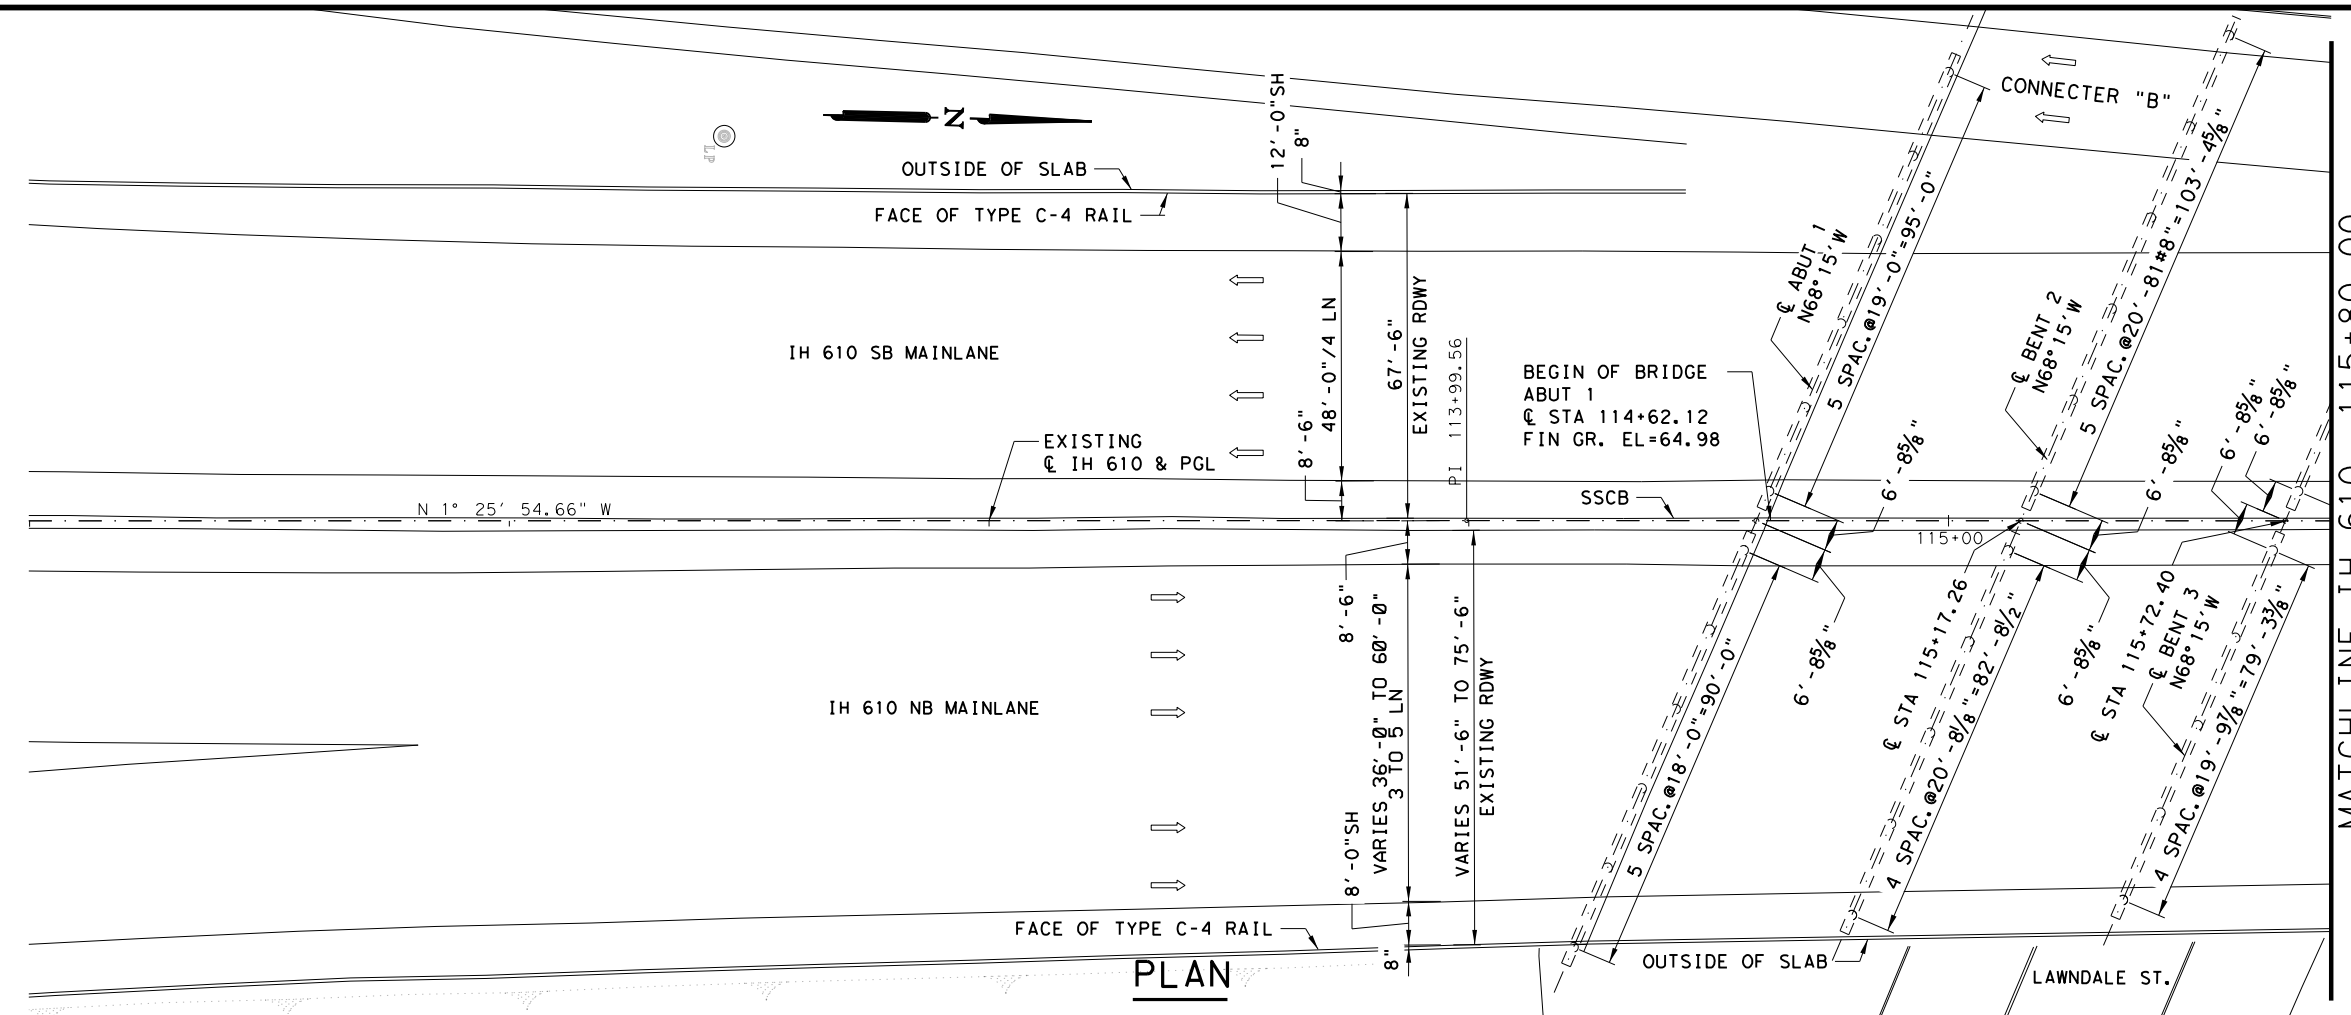 CONNECTER "B"
N
LP
OUTSIDE OF SLAB
FACE OF TYPE C-4 RAIL
12'-0"SH
8"
5 SPAC.@19'-0"=95'-0"
5 SPAC.@20'-81#8"=103'-4⅝"
℄ ABUT 1
N68°15'W
℄ BENT 2
N68°15'W
IH 610 SB MAINLANE
48'-0"/4 LN
67'-6"
EXISTING RDWY
8'-6"
PI 113+99.56
BEGIN OF BRIDGE
ABUT 1
℄ STA 114+62.12
FIN GR. EL=64.98
EXISTING
℄ IH 610 & PGL
SSCB
6'-8⅝"
6'-8⅝"
6'-8⅝"
6'-8⅝"
N 1° 25' 54.66" W
115+00
℄ STA 115+17.26
℄ STA 115+72.40
℄ BENT 3
N68°15'W
6'-8⅝"
6'-8⅝"
8'-6"
IH 610 NB MAINLANE
VARIES 36'-0" TO 60'-0"
3 TO 5 LN
VARIES 51'-6" TO 75'-6"
EXISTING RDWY
8'-0"SH
8"
5 SPAC.@18'-0"=90'-0"
4 SPAC.@20'-8⅛"=82'-8½"
4 SPAC.@19'-9⅞"=79'-3⅜"
FACE OF TYPE C-4 RAIL
OUTSIDE OF SLAB
LAWNDALE ST.
PLAN
MATCHLINE IH 610 115+80.00